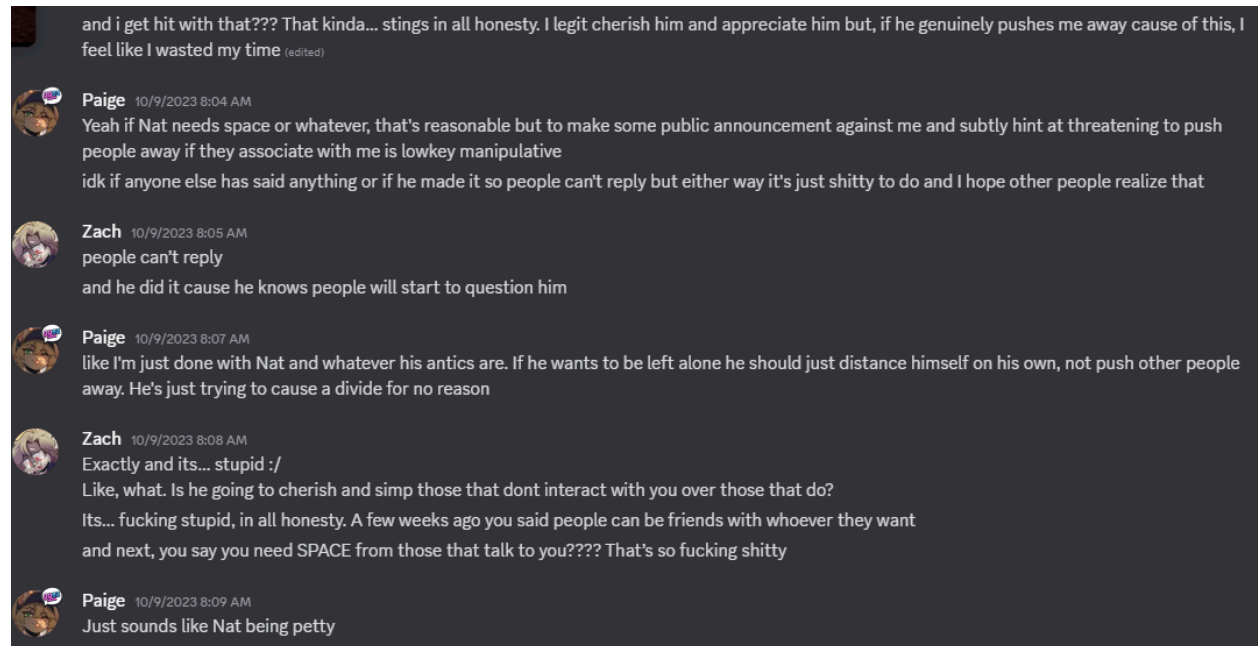 and i get hit with that??? That kinda... stings in all honesty. I legit cherish him and appreciate him but, if he genuinely pushes me away cause of this, I
feel like I wasted my time (edited)
Paige 10/9/2023 8:04 AM
Yeah if Nat needs space or whatever, that's reasonable but to make some public announcement against me and subtly hint at threatening to push
people away if they associate with me is lowkey manipulative
idk if anyone else has said anything or if he made it so people can't reply but either way it's just shitty to do and I hope other people realize that
Zach 10/9/2023 8:05 AM
people can't reply
and he did it cause he knows people will start to question him
Paige 10/9/2023 8:07 AM
like I'm just done with Nat and whatever his antics are. If he wants to be left alone he should just distance himself on his own, not push other people
away. He's just trying to cause a divide for no reason
Zach 10/9/2023 8:08 AM
Exactly and its... stupid :/
Like, what. Is he going to cherish and simp those that dont interact with you over those that do?
Its... fucking stupid, in all honesty. A few weeks ago you said people can be friends with whoever they want
and next, you say you need SPACE from those that talk to you???? That's so fucking shitty
Paige 10/9/2023 8:09 AM
Just sounds like Nat being petty